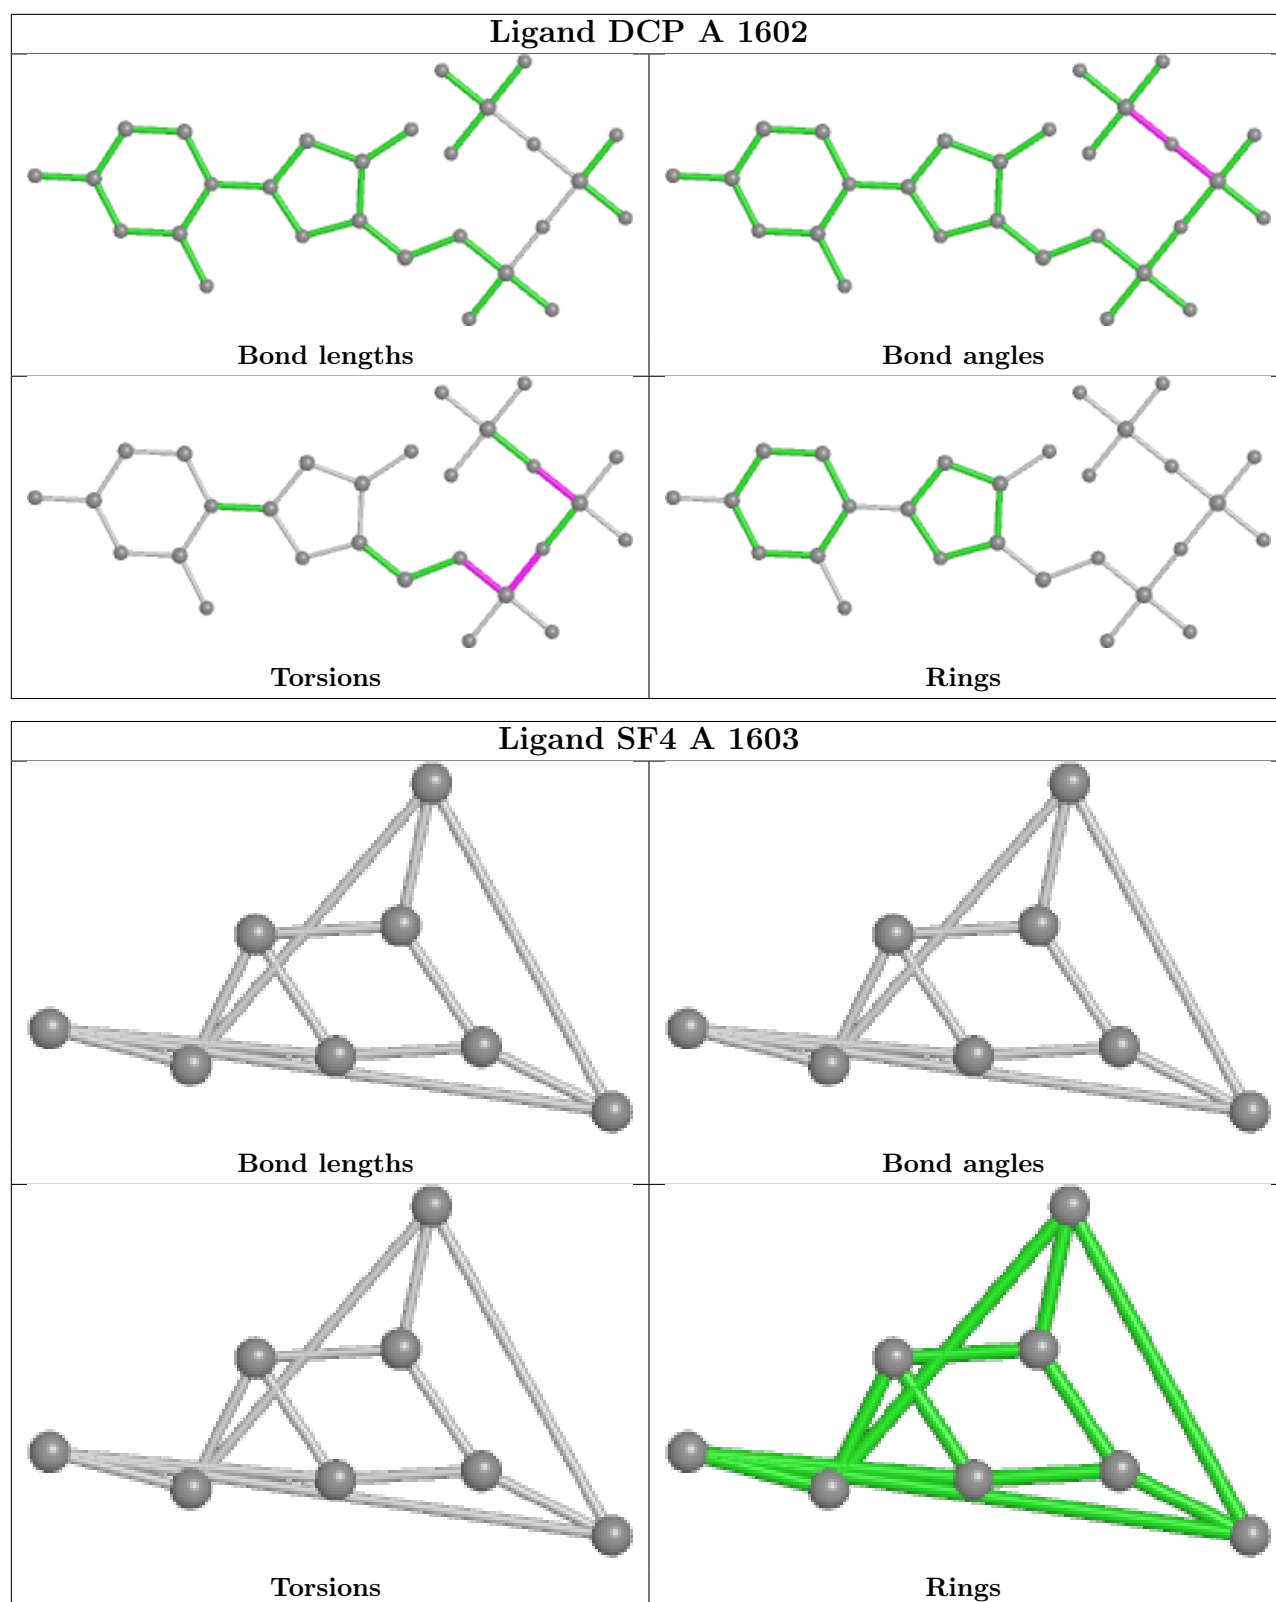 Ligand DCP A 1602
Bond lengths
Bond angles
Torsions
Rings
Ligand SF4 A 1603
Bond lengths
Bond angles
Torsions
Rings